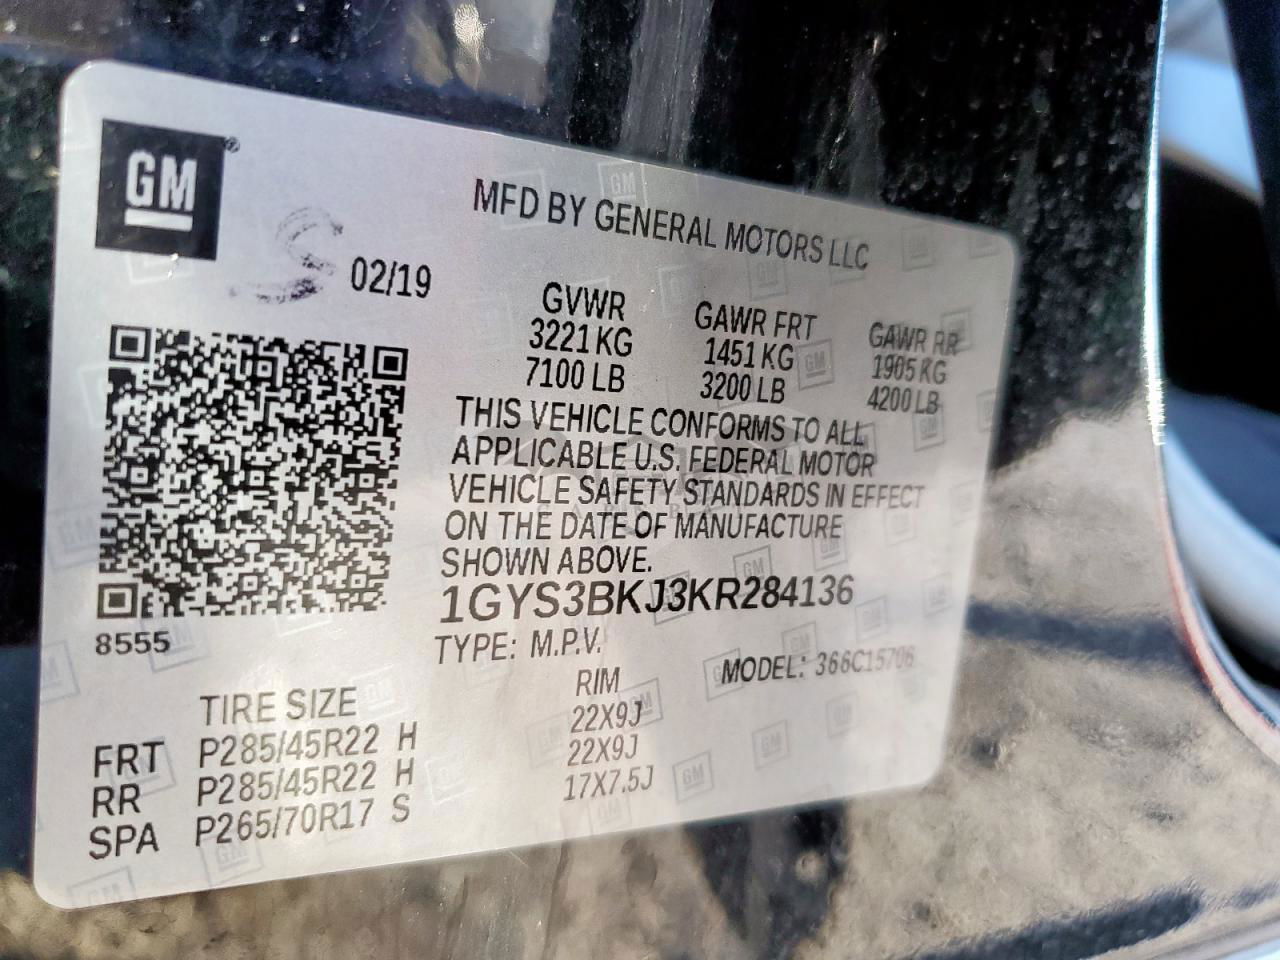 GM®
MFD BY GENERAL MOTORS LLC
S 02/19
GVWR GAWR FRT GAWR RR
3221 KG 1451 KG 1905 KG
7100 LB 3200 LB 4200 LB
THIS VEHICLE CONFORMS TO ALL
APPLICABLE U.S. FEDERAL MOTOR
VEHICLE SAFETY STANDARDS IN EFFECT
ON THE DATE OF MANUFACTURE
SHOWN ABOVE.
1GYS3BKJ3KR284136
8555
TYPE: M.P.V. MODEL: 366C15706
TIRE SIZE RIM
FRT P285/45R22 H 22X9J
RR P285/45R22 H 22X9J
SPA P265/70R17 S 17X7.5J